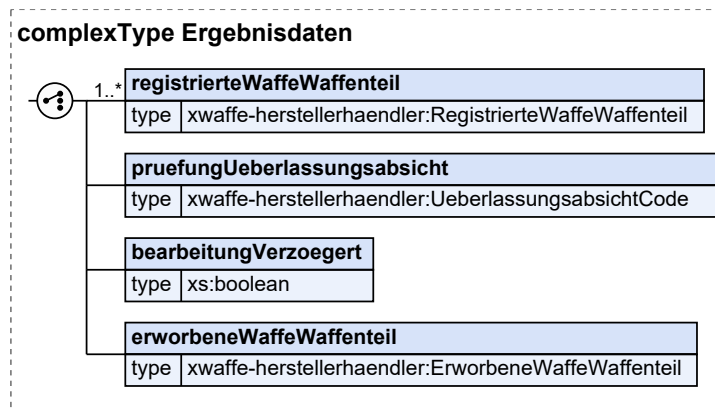 complexType Ergebnisdaten
1..*
registrierteWaffeWaffenteil
type xwaffe-herstellerhaendler:RegistrierteWaffeWaffenteil
pruefungUeberlassungsabsicht
type xwaffe-herstellerhaendler:UeberlassungsabsichtCode
bearbeitungVerzoegert
type xs:boolean
erworbeneWaffeWaffenteil
type xwaffe-herstellerhaendler:ErworbeneWaffeWaffenteil